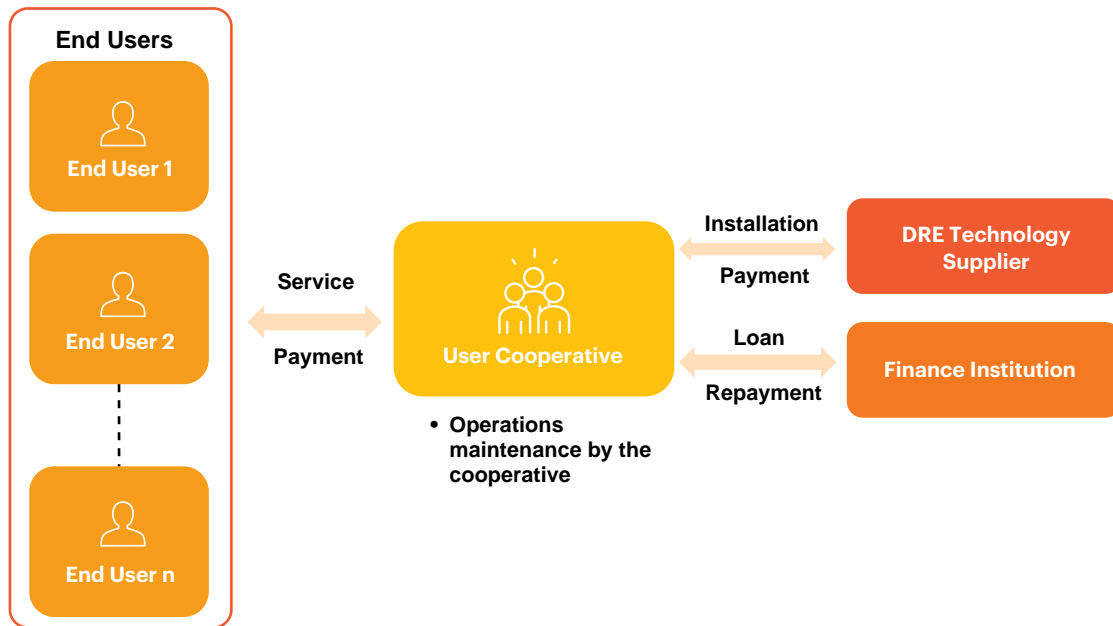 End Users
End User 1
End User 2
End User n
Service
Payment
User Cooperative
• Operations
maintenance by the
cooperative
Installation
Payment
Loan
Repayment
DRE Technology
Supplier
Finance Institution